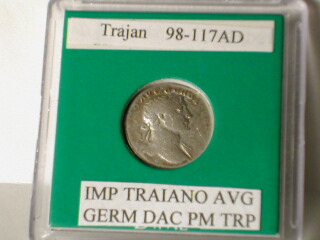 Trajan 98-117AD
IMP TRAIANO AVG
GERM DAC PM TRP